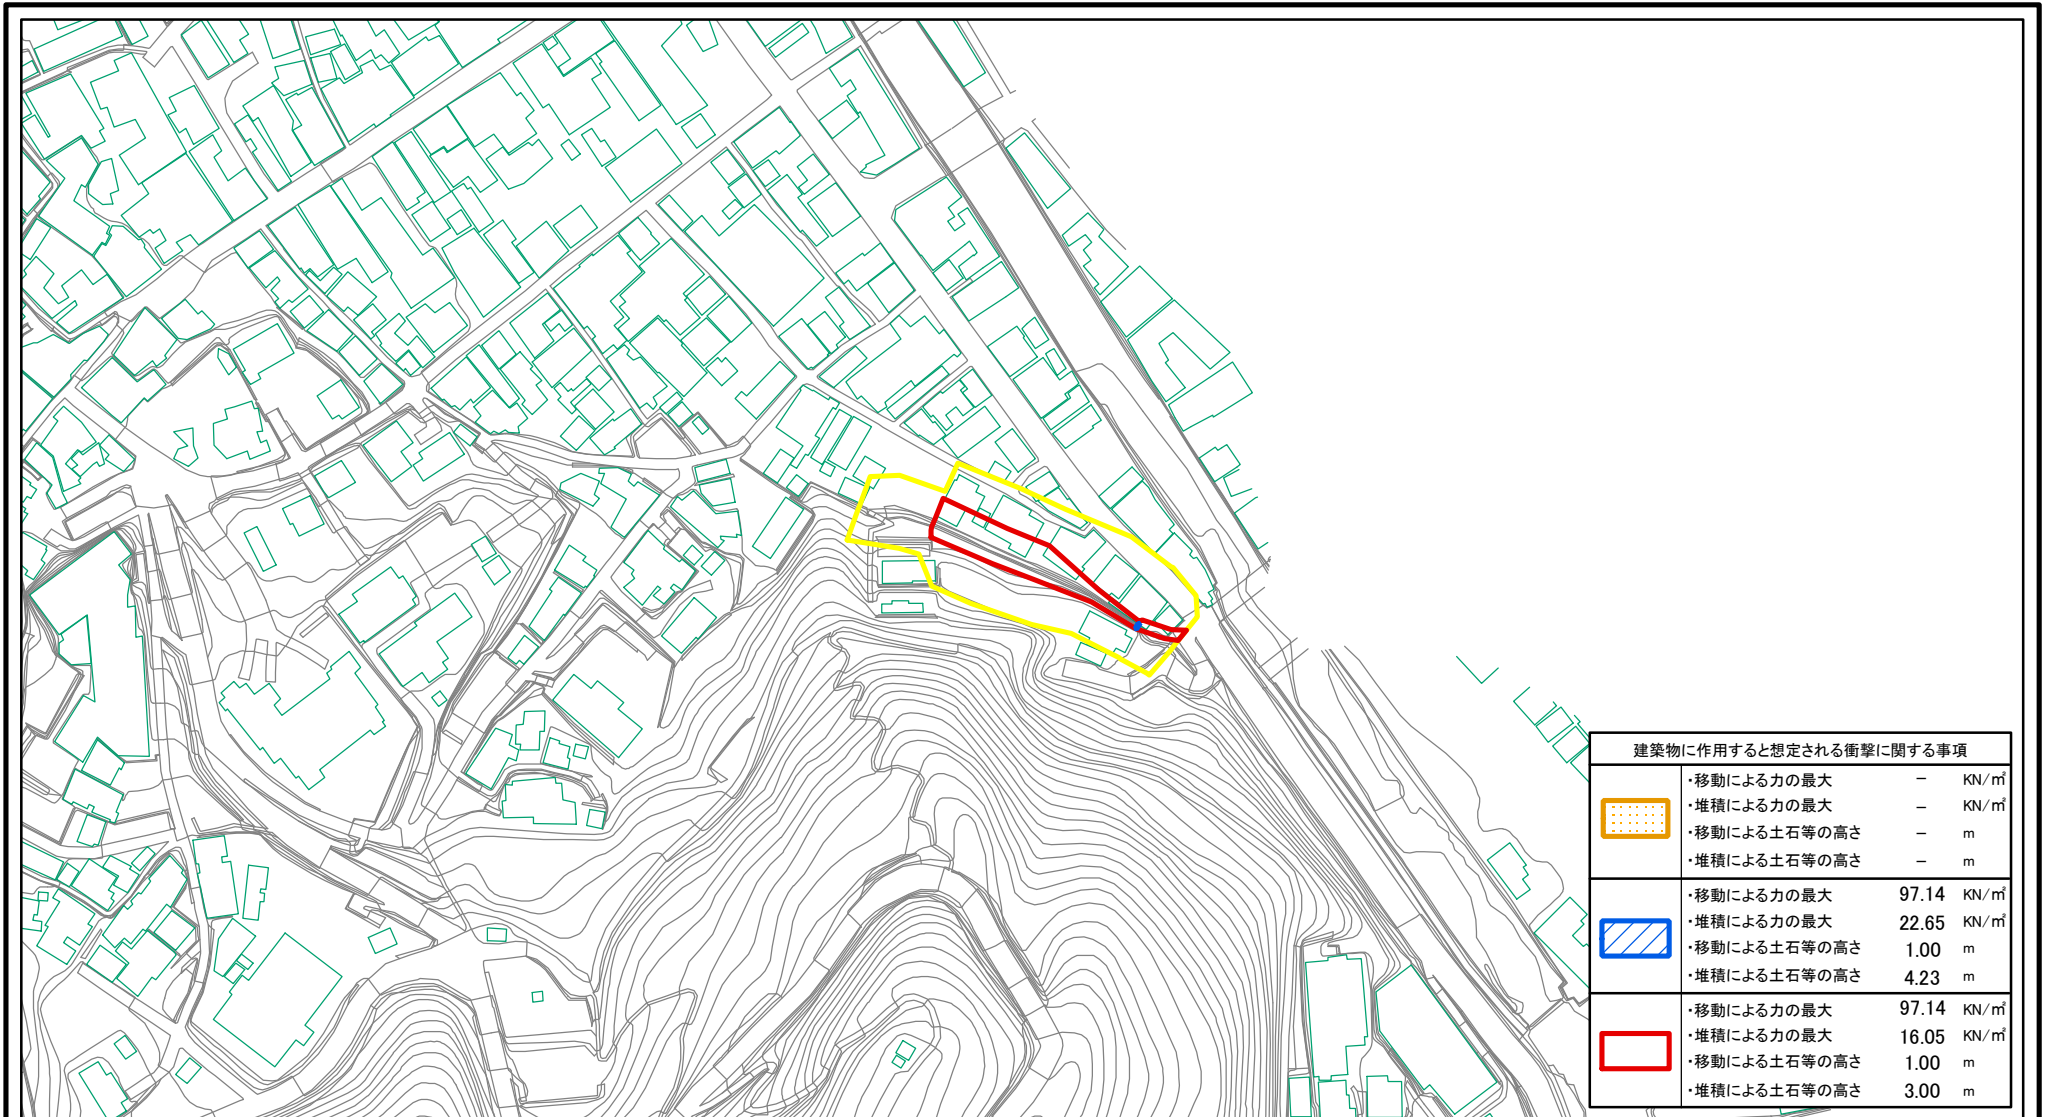 建築物に作用すると想定される衝撃に関する事項
・移動による力の最大 － KN/㎡
・堆積による力の最大 － KN/㎡
・移動による土石等の高さ － m
・堆積による土石等の高さ － m
・移動による力の最大 97.14 KN/㎡
・堆積による力の最大 22.65 KN/㎡
・移動による土石等の高さ 1.00 m
・堆積による土石等の高さ 4.23 m
・移動による力の最大 97.14 KN/㎡
・堆積による力の最大 16.05 KN/㎡
・移動による土石等の高さ 1.00 m
・堆積による土石等の高さ 3.00 m